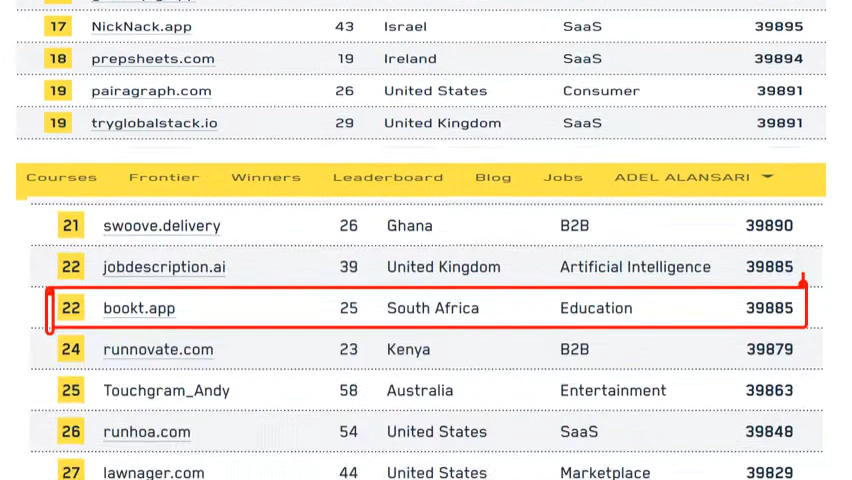 17 NickNack.app 43 Israel SaaS 39895
18 prepsheets.com 19 Ireland SaaS 39894
19 pairagraph.com 26 United States Consumer 39891
19 tryglobalstack.io 29 United Kingdom SaaS 39891
Courses Frontier Winners Leaderboard Blog Jobs ADEL ALANSARI
21 swoove.delivery 26 Ghana B2B 39890
22 jobdescription.ai 39 United Kingdom Artificial Intelligence 39885
22 bookt.app 25 South Africa Education 39885
24 runnovate.com 23 Kenya B2B 39879
25 Touchgram_Andy 58 Australia Entertainment 39863
26 runhoa.com 54 United States SaaS 39848
27 lawnager.com 44 United States Marketplace 39829